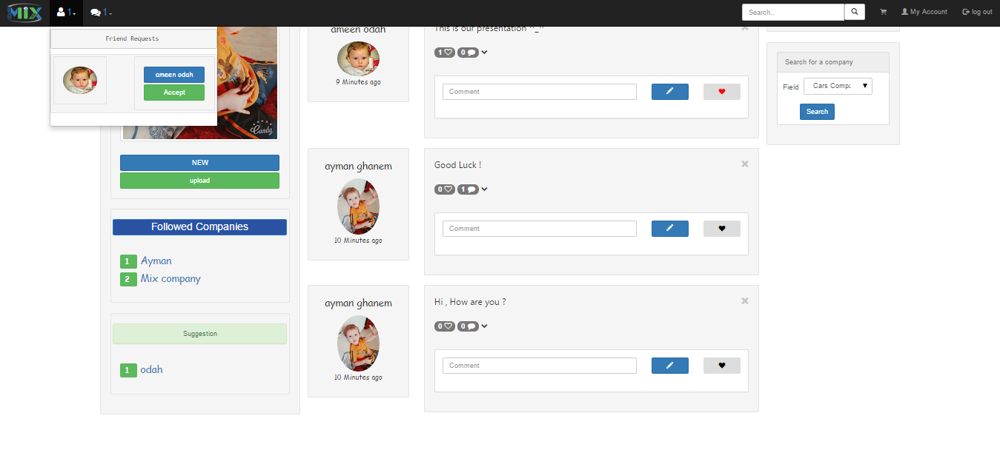 MiX
1
1
Search..
My Account
log out
Friend Requests
ameen odah
Accept
Candy
NEW
upload
Followed Companies
1 Ayman
2 Mix company
Suggestion
1 odah
ameen odah
9 Minutes ago
This is our presentation ^_^
1 0
Comment
ayman ghanem
10 Minutes ago
Good Luck !
0 1
Comment
ayman ghanem
10 Minutes ago
Hi , How are you ?
0 0
Comment
Search for a company
Field Cars Compa
Search